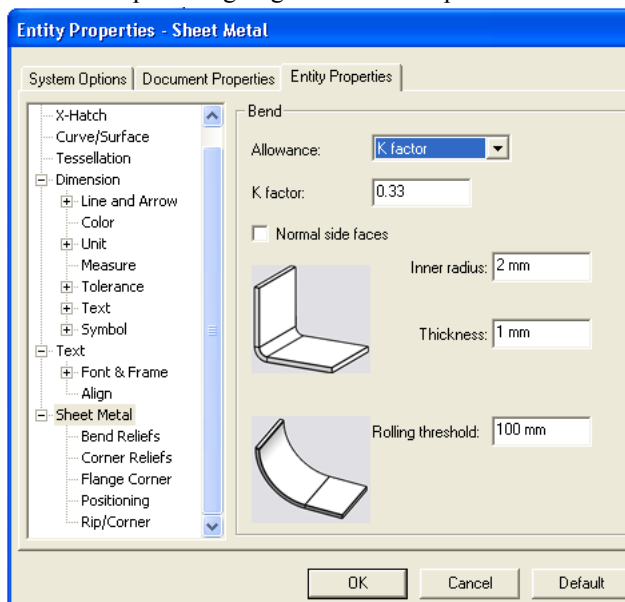 Entity Properties - Sheet Metal
System Options Document Properties Entity Properties
X-Hatch
Curve/Surface
Tessellation
Dimension
Line and Arrow
Color
Unit
Measure
Tolerance
Text
Symbol
Text
Font & Frame
Align
Sheet Metal
Bend Reliefs
Corner Reliefs
Flange Corner
Positioning
Rip/Corner
Bend
Allowance: K factor
K factor: 0.33
Normal side faces
Inner radius: 2 mm
Thickness: 1 mm
Rolling threshold: 100 mm
OK Cancel Default